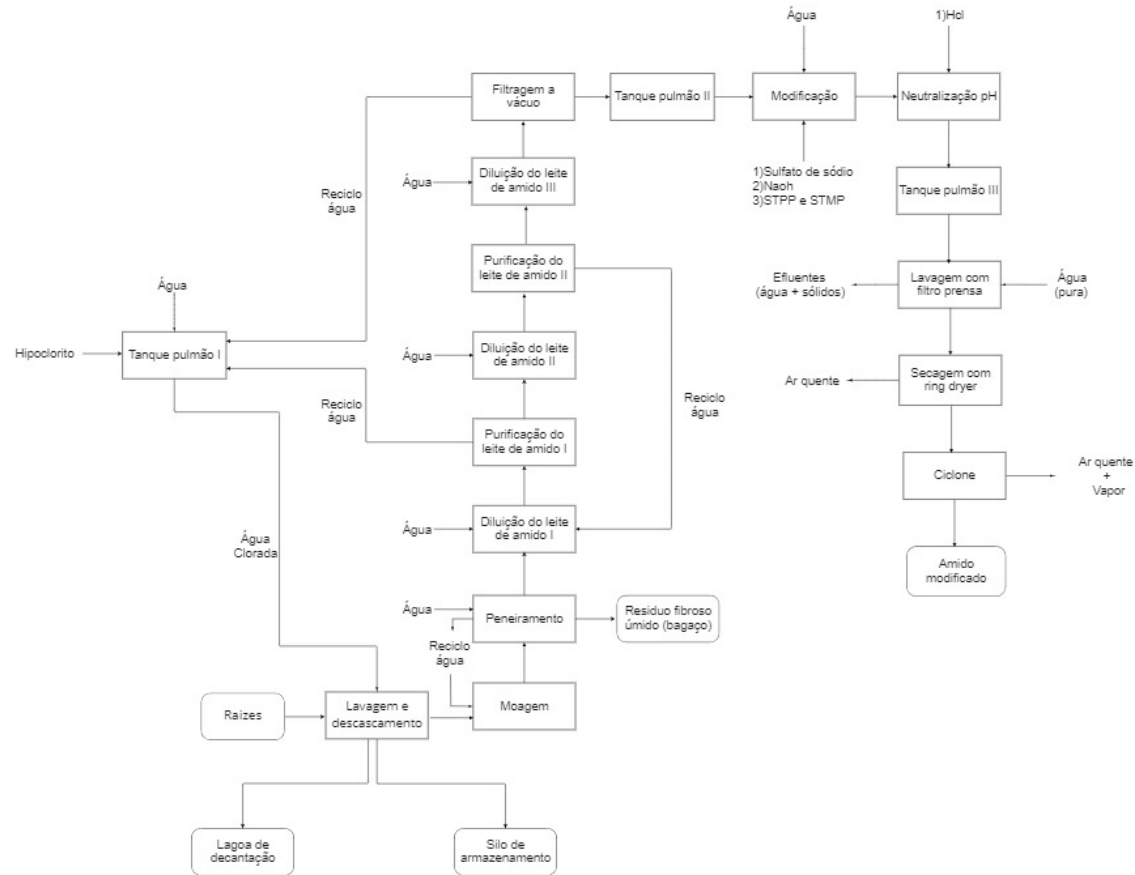 Água
1)Hcl
Filtragem a
vácuo
Tanque pulmão II
Modificação
Neutralização pH
Água
Diluição do leite
de amido III
1)Sulfato de sódio
2)Naoh
3)STPP e STMP
Tanque pulmão III
Reciclo
água
Purificação do
leite de amido II
Efluentes
(água + sólidos)
Lavagem com
filtro prensa
Água
(pura)
Água
Hipoclorito
Tanque pulmão I
Água
Diluição do leite
de amido II
Ar quente
Secagem com
ring dryer
Reciclo
água
Reciclo
água
Purificação do
leite de amido I
Ciclone
Ar quente
+
Vapor
Água
Diluição do leite
de amido I
Água
Clorada
Amido
modificado
Água
Peneiramento
Residuo fibroso
úmido (bagaço)
Reciclo
água
Raízes
Lavagem e
descascamento
Moagem
Lagoa de
decantação
Silo de
armazenamento